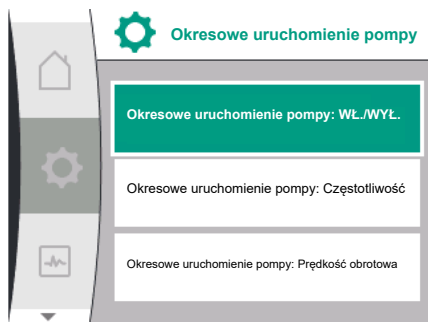 Okresowe uruchomienie pompy
Okresowe uruchomienie pompy: WŁ./WYŁ.
Okresowe uruchomienie pompy: Częstotliwość
Okresowe uruchomienie pompy: Prędkość obrotowa